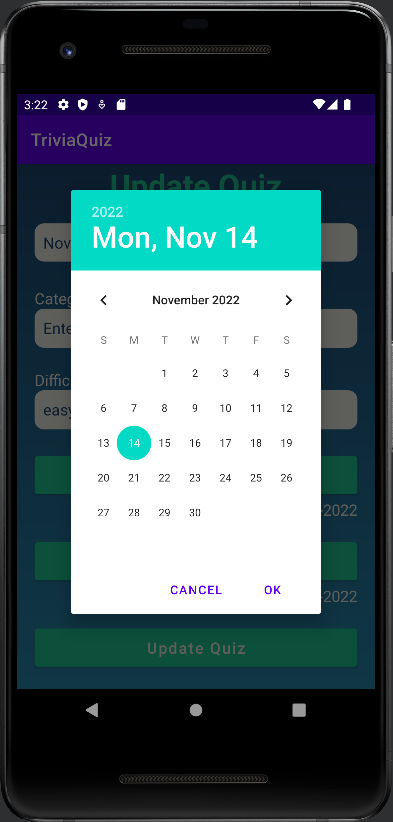 3:22
TriviaQuiz
Update Quiz
2022
Mon, Nov 14
Nov
November 2022
Categ
Ente
S M T W T F S
1 2 3 4 5
Diffic
6 7 8 9 10 11 12
easy
13 14 15 16 17 18 19
20 21 22 23 24 25 26
-2022
27 28 29 30
CANCEL OK
-2022
Update Quiz